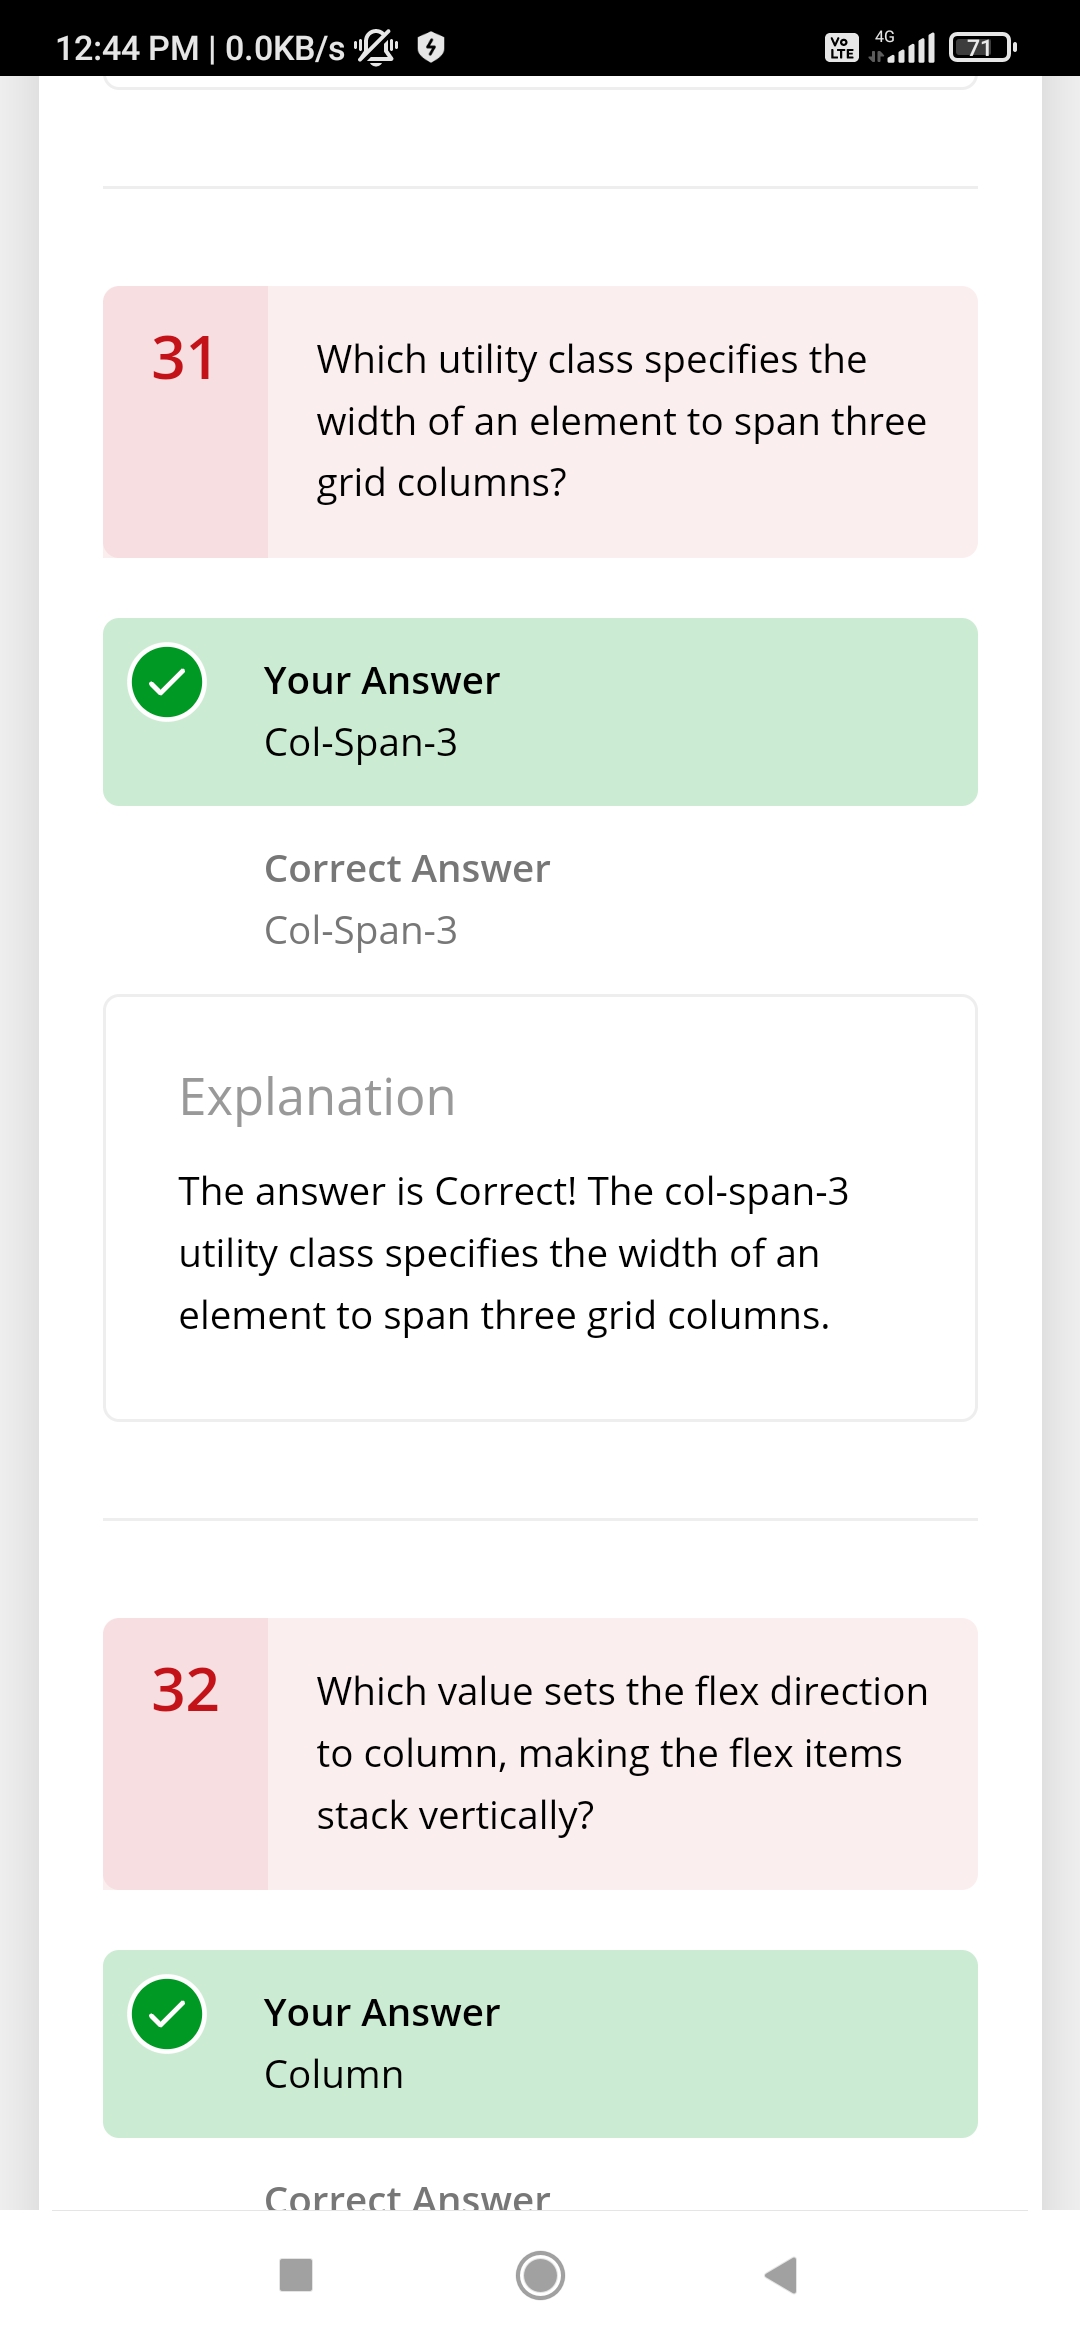 12:44 PM | 0.0KB/s
Vo LTE
4G
71
31
Which utility class specifies the
width of an element to span three
grid columns?
Your Answer
Col-Span-3
Correct Answer
Col-Span-3
Explanation
The answer is Correct! The col-span-3
utility class specifies the width of an
element to span three grid columns.
32
Which value sets the flex direction
to column, making the flex items
stack vertically?
Your Answer
Column
Correct Answer